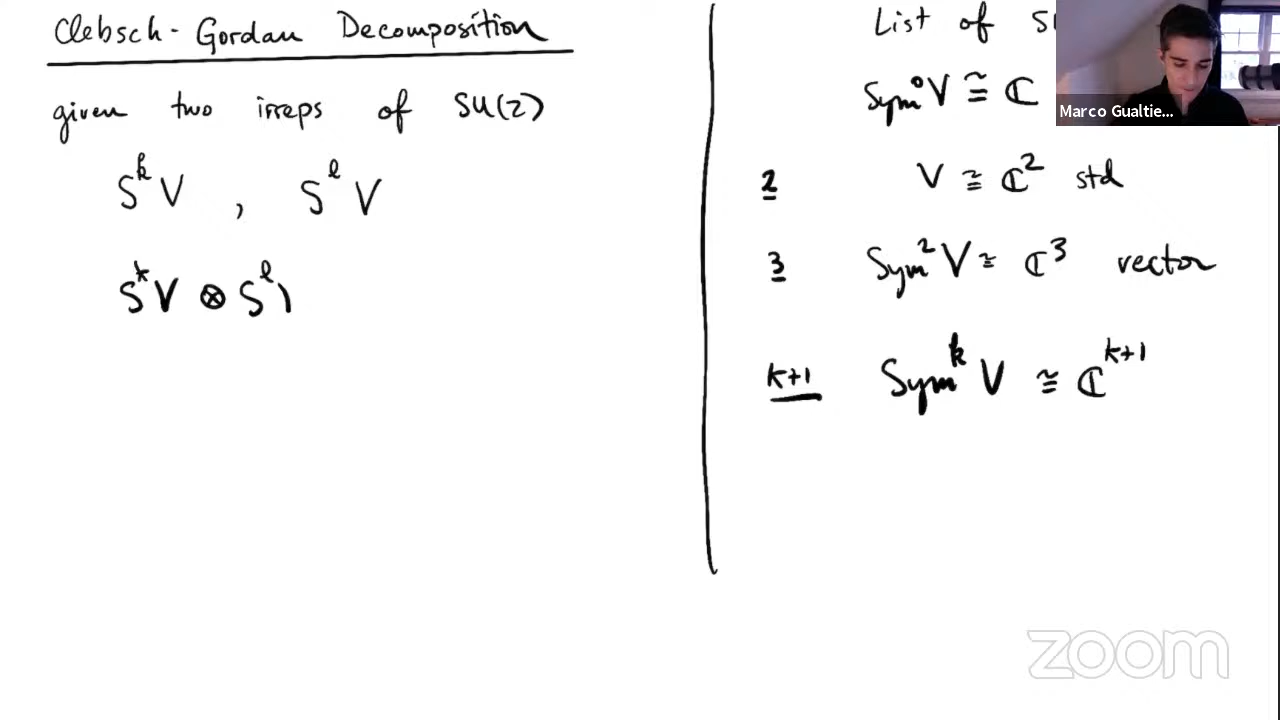 Clebsch-Gordan Decomposition
given two irreps of SU(2)
S^k V , S^l V
S^k V ⊗ S^l
List of
Sym^0 V ≅ ℂ
2 V ≅ ℂ^2 std
3 Sym^2 V ≅ ℂ^3 vector
k+1 Sym^k V ≅ ℂ^{k+1}
Marco Gualtie...
zoom